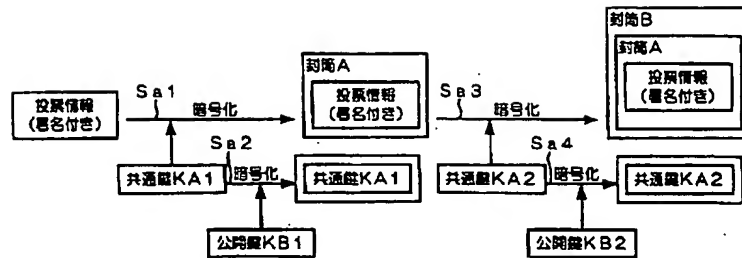 封筒B
封筒A
封筒A
Sa1
Sa3
投票情報
(署名付き)
暗号化
投票情報
(署名付き)
暗号化
投票情報
(署名付き)
Sa2
Sa4
共通鍵KA1
暗号化
共通鍵KA1
共通鍵KA2
暗号化
共通鍵KA2
公開鍵KB1
公開鍵KB2